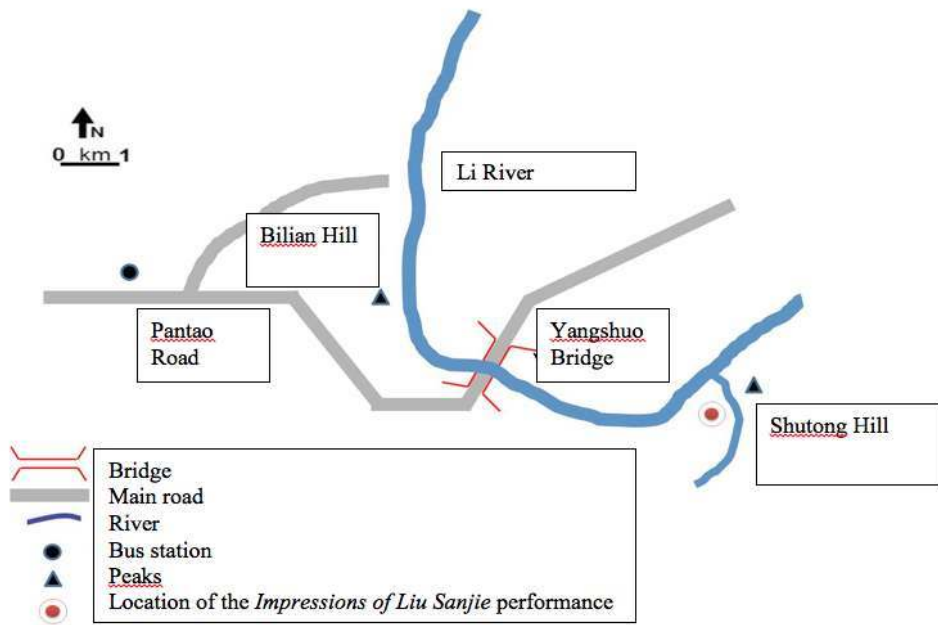 N
0 km 1
Li River
Bilian Hill
Pantao
Road
Yangshuo
Bridge
Shutong Hill
Bridge
Main road
River
Bus station
Peaks
Location of the Impressions of Liu Sanjie performance